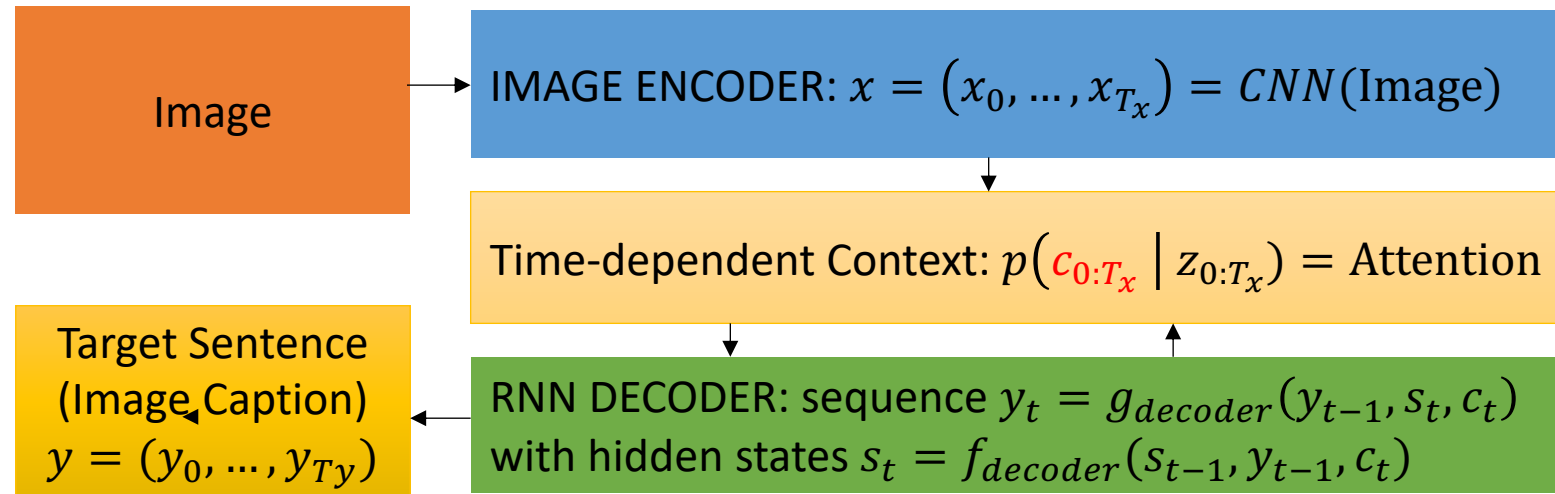 Image
IMAGE ENCODER: x = (x₀, … , x_{T_x}) = CNN(Image)
Time-dependent Context: p(c_{0:T_x} | z_{0:T_x}) = Attention
RNN DECODER: sequence y_t = g_{decoder}(y_{t−1}, s_t, c_t)
with hidden states s_t = f_{decoder}(s_{t−1}, y_{t−1}, c_t)
Target Sentence
(Image Caption)
y = (y₀, … , y_{Ty})